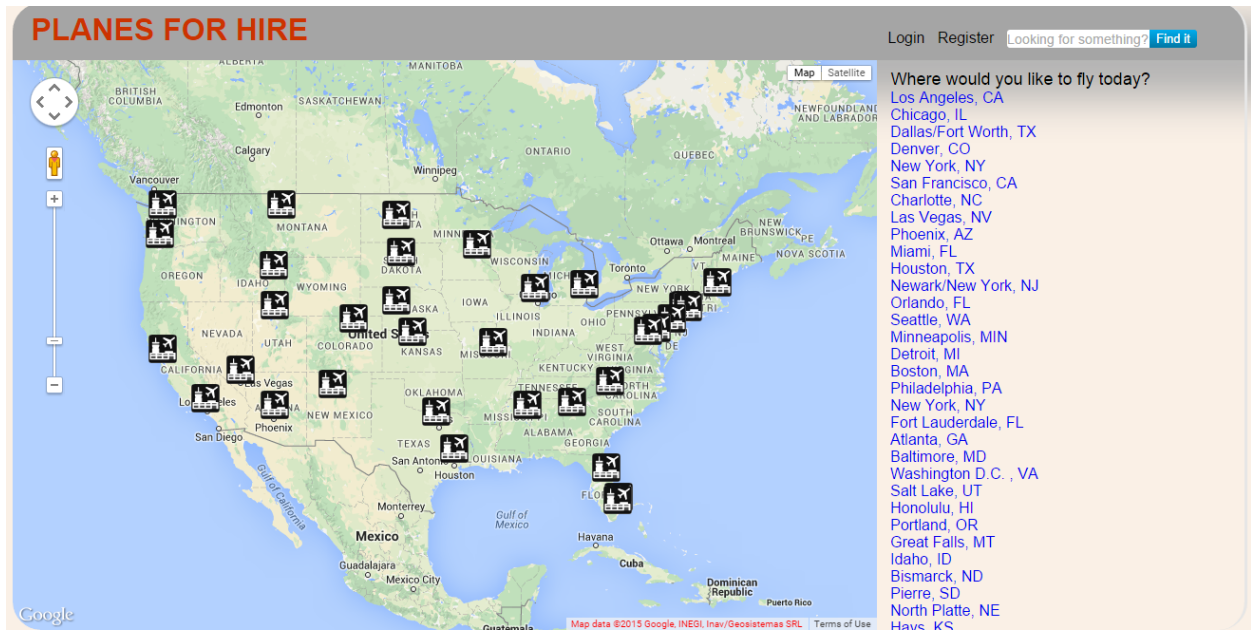 PLANES FOR HIRE
Login Register Looking for something? Find it
Map Satellite
Where would you like to fly today?
Los Angeles, CA
Chicago, IL
Dallas/Fort Worth, TX
Denver, CO
New York, NY
San Francisco, CA
Charlotte, NC
Las Vegas, NV
Phoenix, AZ
Miami, FL
Houston, TX
Newark/New York, NJ
Orlando, FL
Seattle, WA
Minneapolis, MIN
Detroit, MI
Boston, MA
Philadelphia, PA
New York, NY
Fort Lauderdale, FL
Atlanta, GA
Baltimore, MD
Washington D.C. , VA
Salt Lake, UT
Honolulu, HI
Portland, OR
Great Falls, MT
Idaho, ID
Bismarck, ND
Pierre, SD
North Platte, NE
Hays, KS
ALBERTA
MANITOBA
BRITISH
COLUMBIA
Edmonton
SASKATCHEWAN
NEWFOUNDLAND
AND LABRADOR
Calgary
ONTARIO
QUEBEC
Winnipeg
Vancouver
MONTANA
NEW
BRUNSWICK
PE
NOVA SCOTIA
Ottawa
Montreal
MAINE
VT
WISCONSIN
Toronto
DAKOTA
OREGON
IDAHO
WYOMING
NEW YORK
IOWA
ILLINOIS
OHIO
INDIANA
NEVADA
UTAH
COLORADO
KANSAS
DE
WEST
VIRGINIA
KENTUCKY
CALIFORNIA
Las Vegas
OKLAHOMA
NEW MEXICO
TENNESSEE
SOUTH
CAROLINA
CAROLINA
Phoenix
San Diego
ALABAMA
GEORGIA
TEXAS
LOUISIANA
San Antonio
Houston
Gulf of
California
Monterrey
Gulf of
Mexico
Mexico
Havana
Cuba
Guadalajara
Mexico City
Dominican
Republic
Puerto Rico
Guatemala
Google
Map data ©2015 Google, INEGI, Inav/Geosistemas SRL Terms of Use